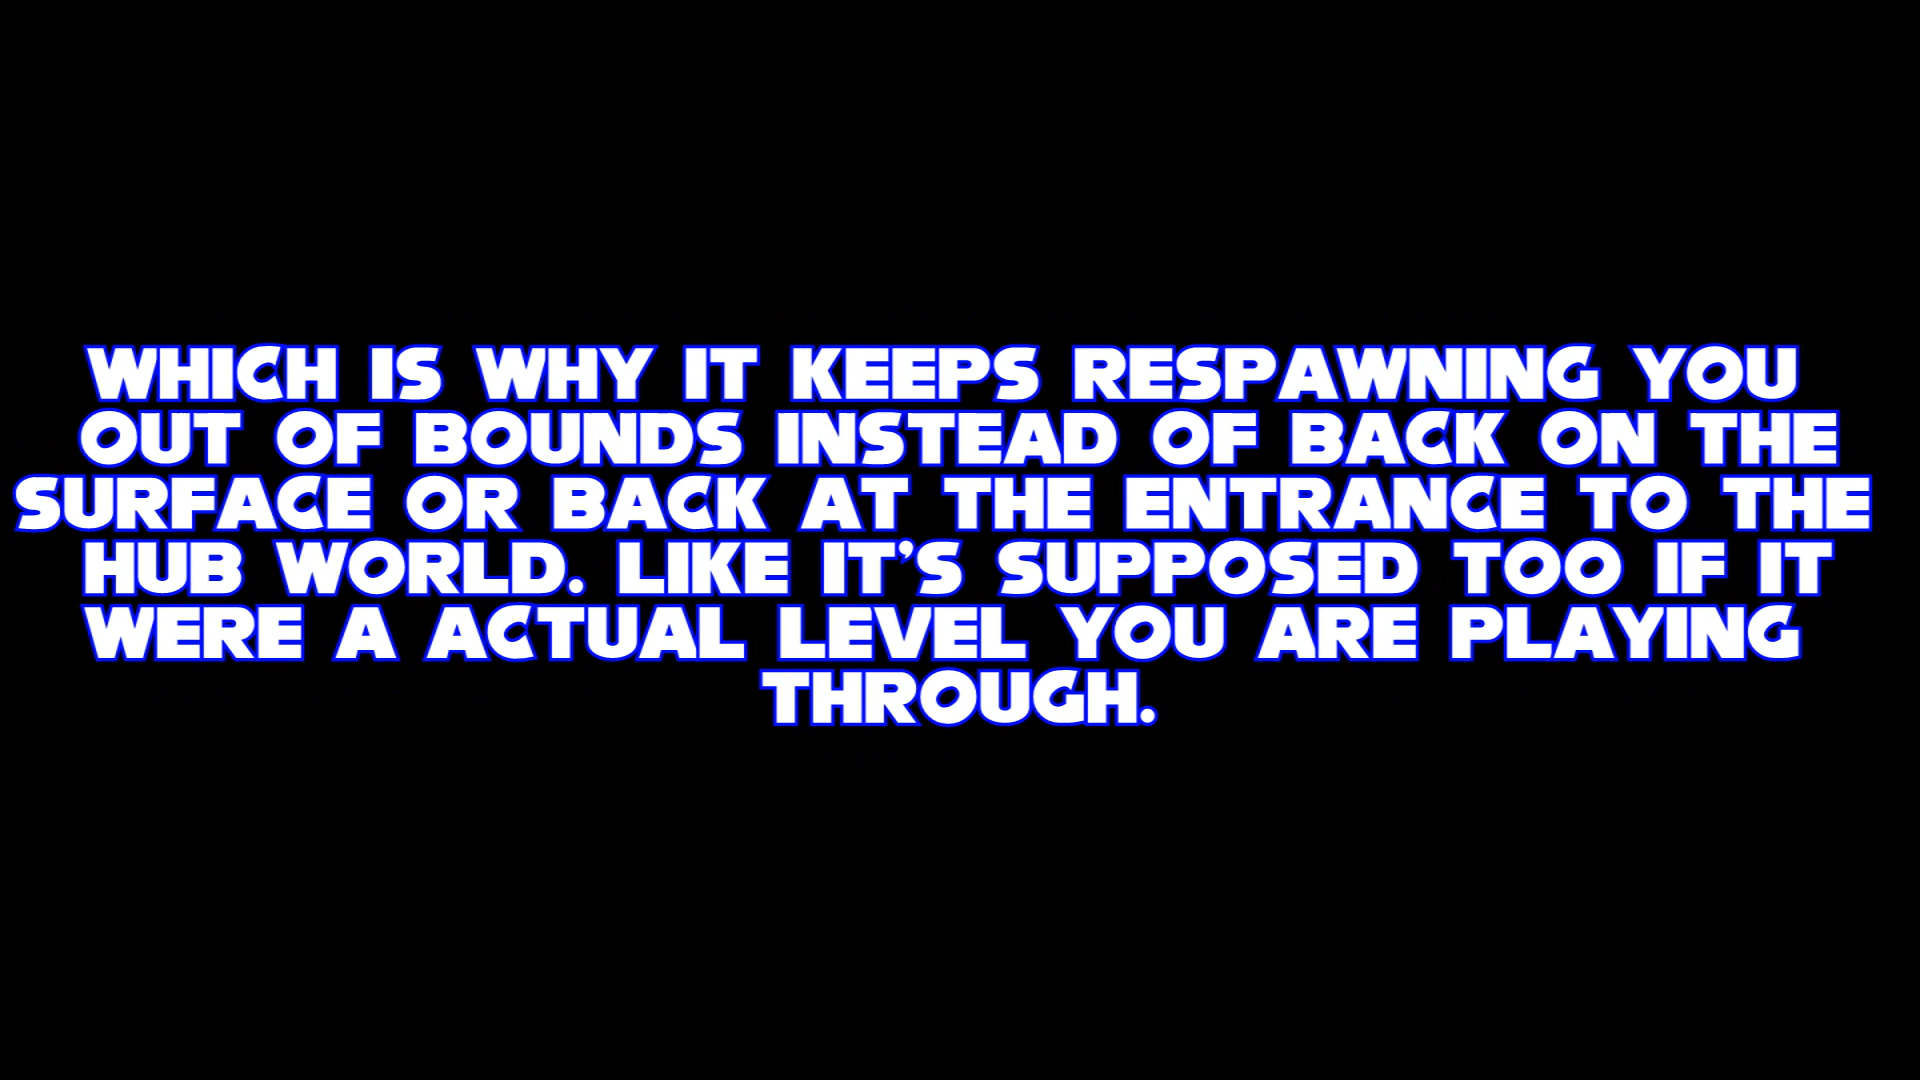 WHICH IS WHY IT KEEPS RESPAWNING YOU
OUT OF BOUNDS INSTEAD OF BACK ON THE
SURFACE OR BACK AT THE ENTRANCE TO THE
HUB WORLD. LIKE IT'S SUPPOSED TOO IF IT
WERE A ACTUAL LEVEL YOU ARE PLAYING
THROUGH.